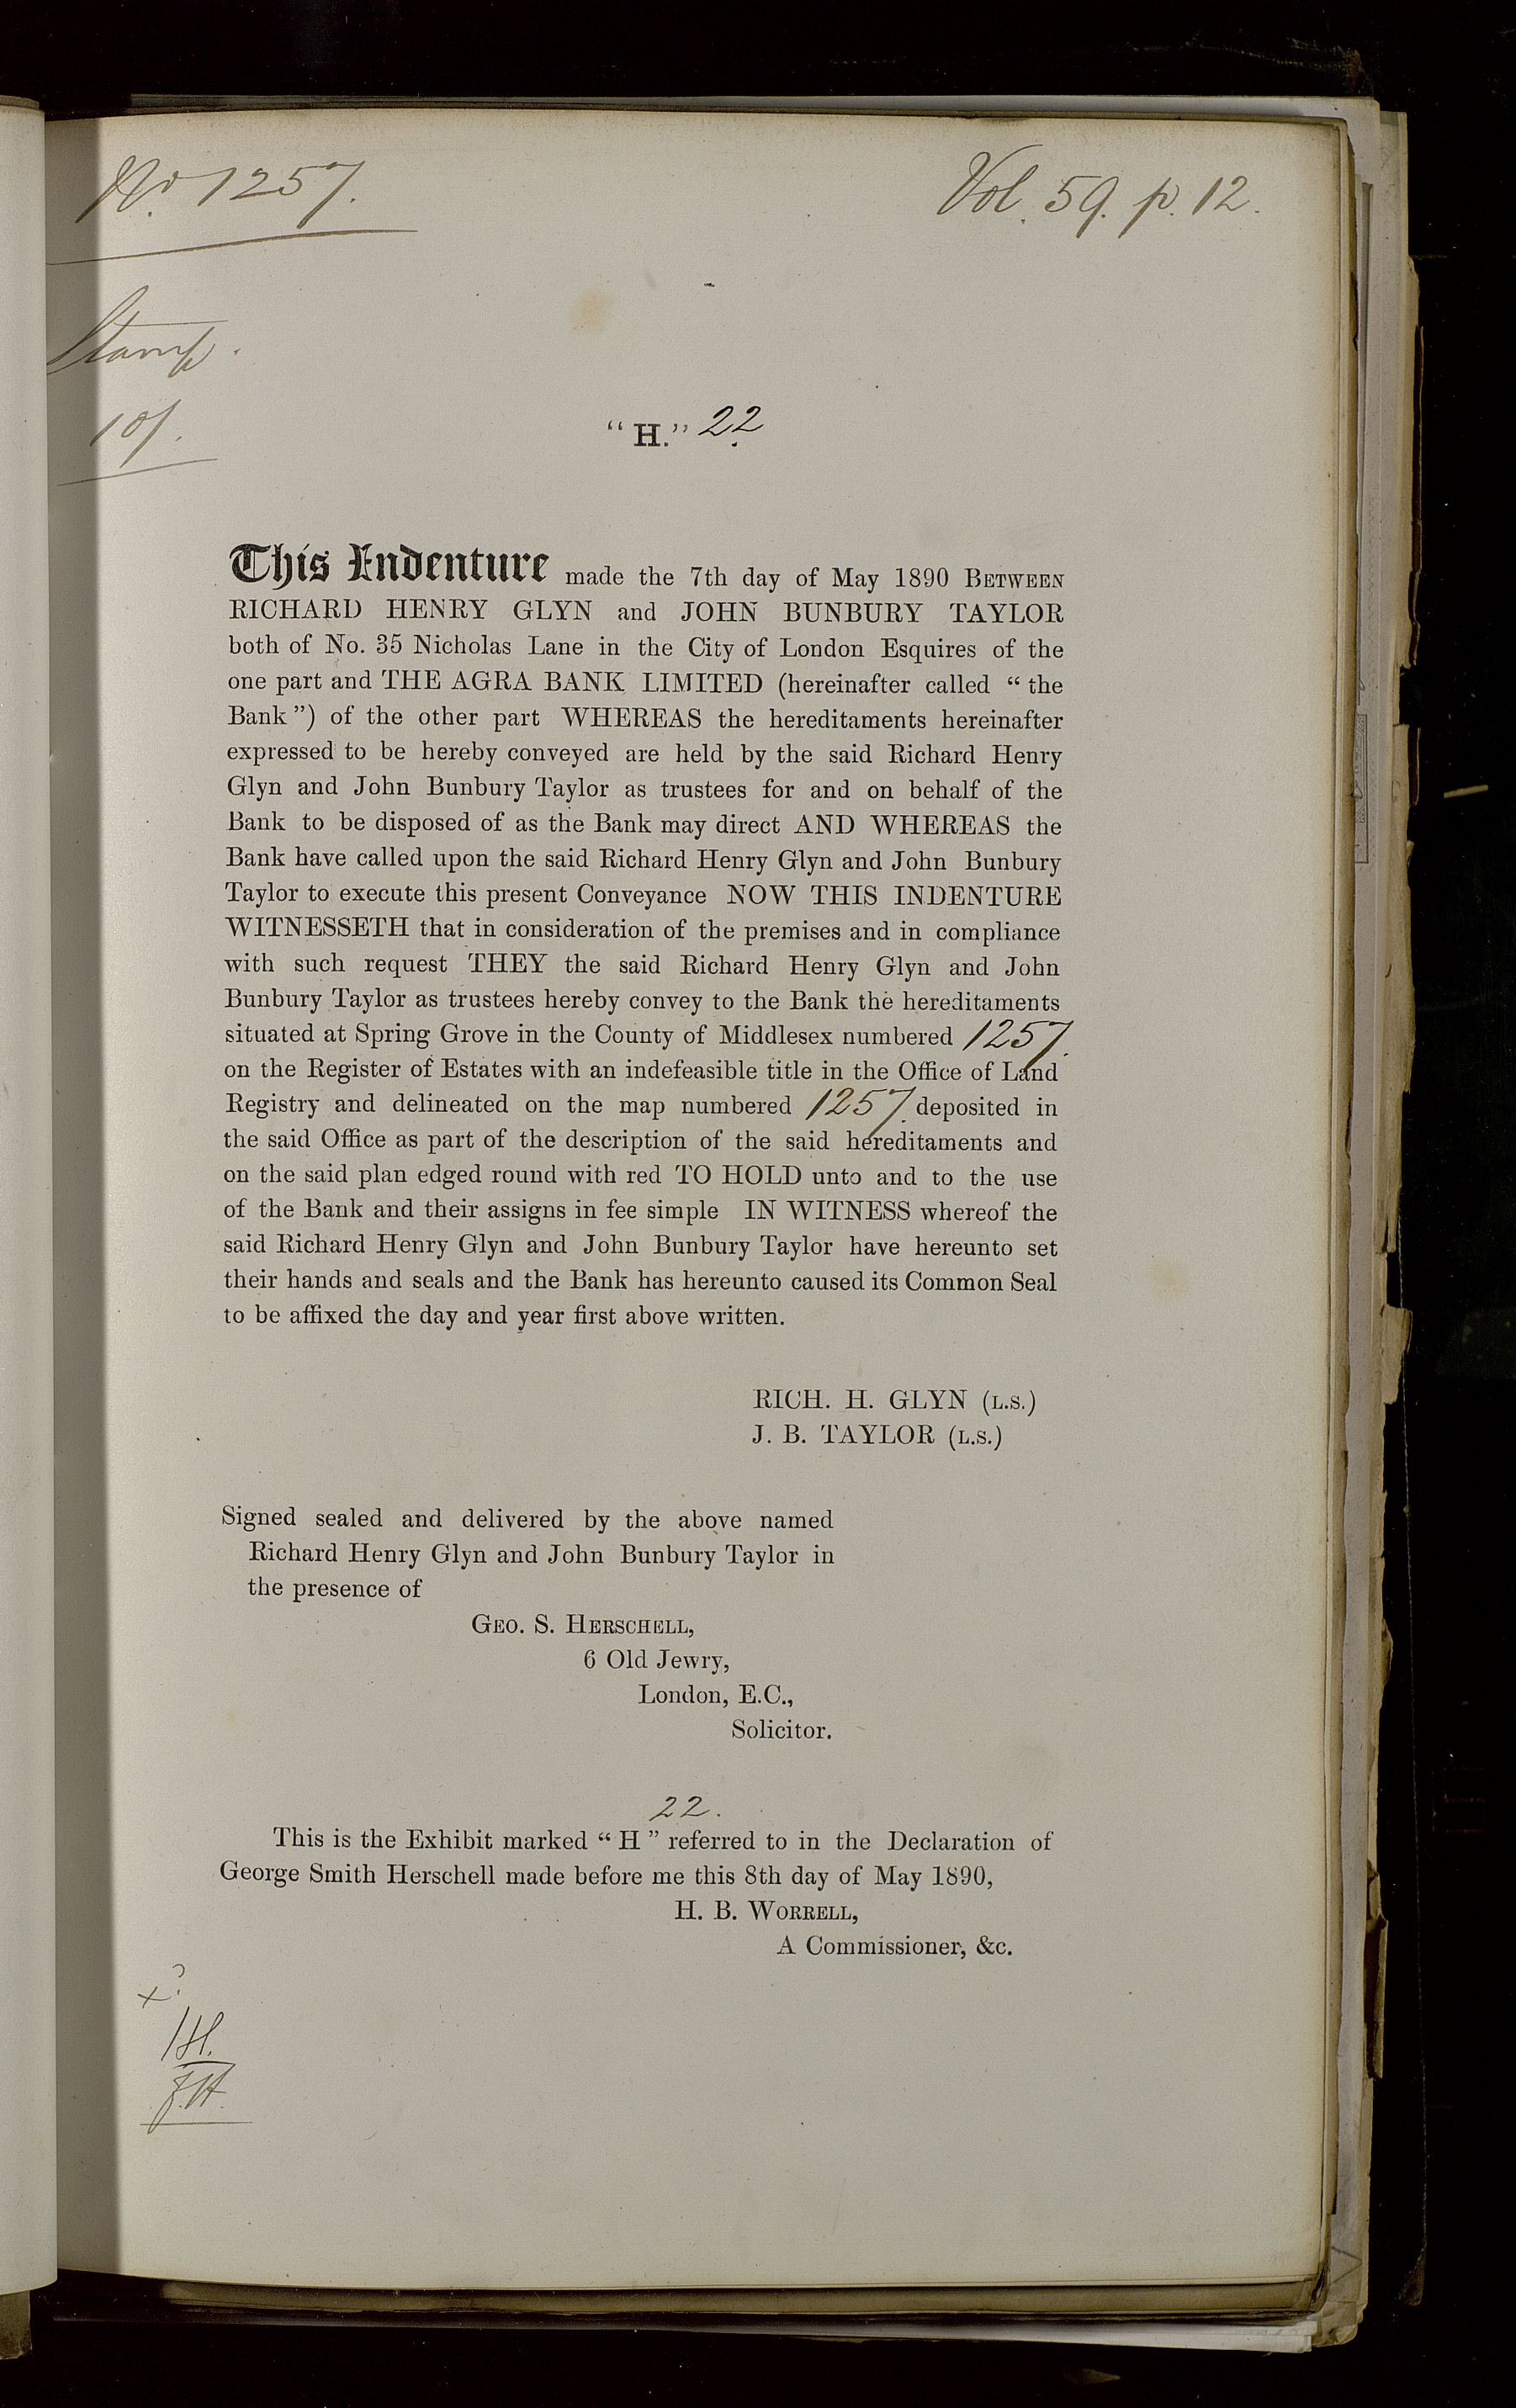 No 1257.
Vol. 59. p. 12.
Stamp.
10/.
"H." 22.
This Indenture made the 7th day of May 1890 BETWEEN
RICHARD HENRY GLYN and JOHN BUNBURY TAYLOR
both of No. 35 Nicholas Lane in the City of London Esquires of the
one part and THE AGRA BANK LIMITED (hereinafter called "the
Bank") of the other part WHEREAS the hereditaments hereinafter
expressed to be hereby conveyed are held by the said Richard Henry
Glyn and John Bunbury Taylor as trustees for and on behalf of the
Bank to be disposed of as the Bank may direct AND WHEREAS the
Bank have called upon the said Richard Henry Glyn and John Bunbury
Taylor to execute this present Conveyance NOW THIS INDENTURE
WITNESSETH that in consideration of the premises and in compliance
with such request THEY the said Richard Henry Glyn and John
Bunbury Taylor as trustees hereby convey to the Bank the hereditaments
situated at Spring Grove in the County of Middlesex numbered 1257.
on the Register of Estates with an indefeasible title in the Office of Land
Registry and delineated on the map numbered 1257. deposited in
the said Office as part of the description of the said hereditaments and
on the said plan edged round with red TO HOLD unto and to the use
of the Bank and their assigns in fee simple IN WITNESS whereof the
said Richard Henry Glyn and John Bunbury Taylor have hereunto set
their hands and seals and the Bank has hereunto caused its Common Seal
to be affixed the day and year first above written.
RICH. H. GLYN (L.S.)
J. B. TAYLOR (L.S.)
Signed sealed and delivered by the above named
Richard Henry Glyn and John Bunbury Taylor in
the presence of
GEO. S. HERSCHELL,
6 Old Jewry,
London, E.C.,
Solicitor.
22.
This is the Exhibit marked "H" referred to in the Declaration of
George Smith Herschell made before me this 8th day of May 1890,
H. B. WORRELL,
A Commissioner, &c.